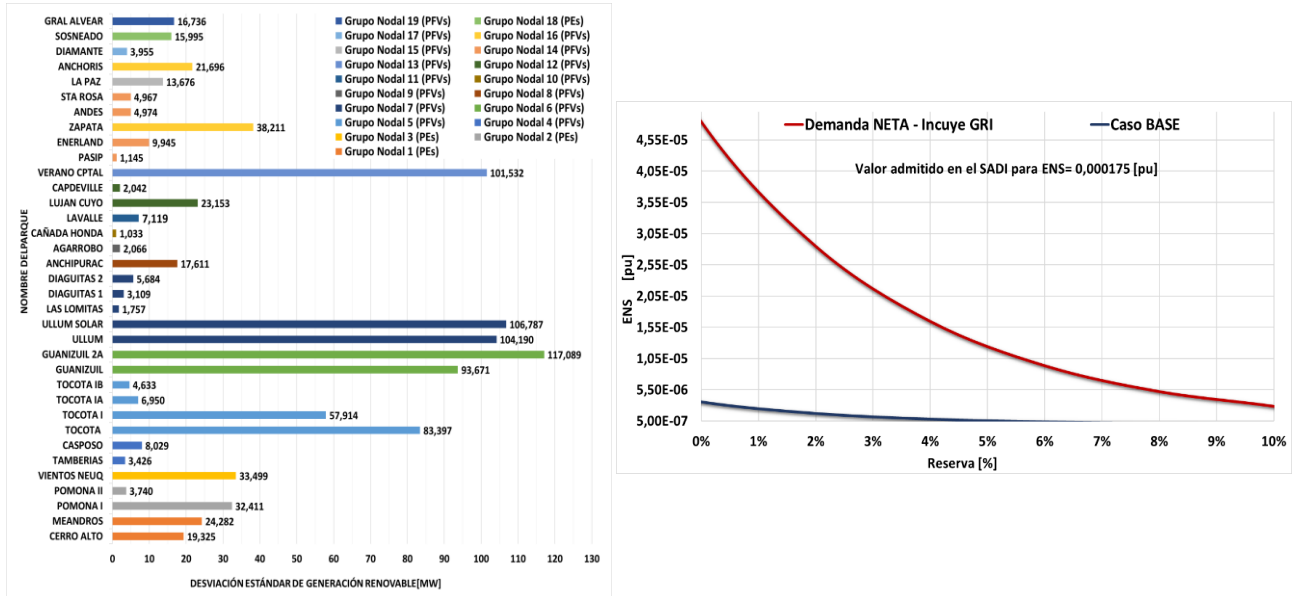 GRAL ALVEAR 16,736
SOSNEADO 15,995
DIAMANTE 3,955
ANCHORIS 21,696
LA PAZ 13,676
STA ROSA 4,967
ANDES 4,974
ZAPATA 38,211
ENERLAND 9,945
PASIP 1,145
VERANO CPTAL 101,532
CAPDEVILLE 2,042
LUJAN CUYO 23,153
LAVALLE 7,119
CAÑADA HONDA 1,033
AGARROBO 2,066
ANCHIPURAC 17,611
DIAGUITAS 2 5,684
DIAGUITAS 1 3,109
LAS LOMITAS 1,757
ULLUM SOLAR 106,787
ULLUM 104,190
GUANIZUIL 2A 117,089
GUANIZUIL 93,671
TOCOTA IB 4,633
TOCOTA IA 6,950
TOCOTA I 57,914
TOCOTA 83,397
CASPOSO 8,029
TAMBERIAS 3,426
VIENTOS NEUQ 33,499
POMONA II 3,740
POMONA I 32,411
MEANDROS 24,282
CERRO ALTO 19,325
NOMBRE DELPARQUE
0 10 20 30 40 50 60 70 80 90 100 110 120 130
DESVIACIÓN ESTÁNDAR DE GENERACIÓN RENOVABLE[MW]
Grupo Nodal 19 (PFVs) Grupo Nodal 18 (PEs)
Grupo Nodal 17 (PFVs) Grupo Nodal 16 (PFVs)
Grupo Nodal 15 (PFVs) Grupo Nodal 14 (PFVs)
Grupo Nodal 13 (PFVs) Grupo Nodal 12 (PFVs)
Grupo Nodal 11 (PFVs) Grupo Nodal 10 (PFVs)
Grupo Nodal 9 (PFVs) Grupo Nodal 8 (PFVs)
Grupo Nodal 7 (PFVs) Grupo Nodal 6 (PFVs)
Grupo Nodal 5 (PFVs) Grupo Nodal 4 (PFVs)
Grupo Nodal 3 (PEs) Grupo Nodal 2 (PEs)
Grupo Nodal 1 (PEs)
Demanda NETA - Incuye GRI Caso BASE
Valor admitido en el SADI para ENS= 0,000175 [pu]
4,55E-05
4,05E-05
3,55E-05
3,05E-05
2,55E-05
2,05E-05
1,55E-05
1,05E-05
5,50E-06
5,00E-07
ENS [pu]
0% 1% 2% 3% 4% 5% 6% 7% 8% 9% 10%
Reserva [%]